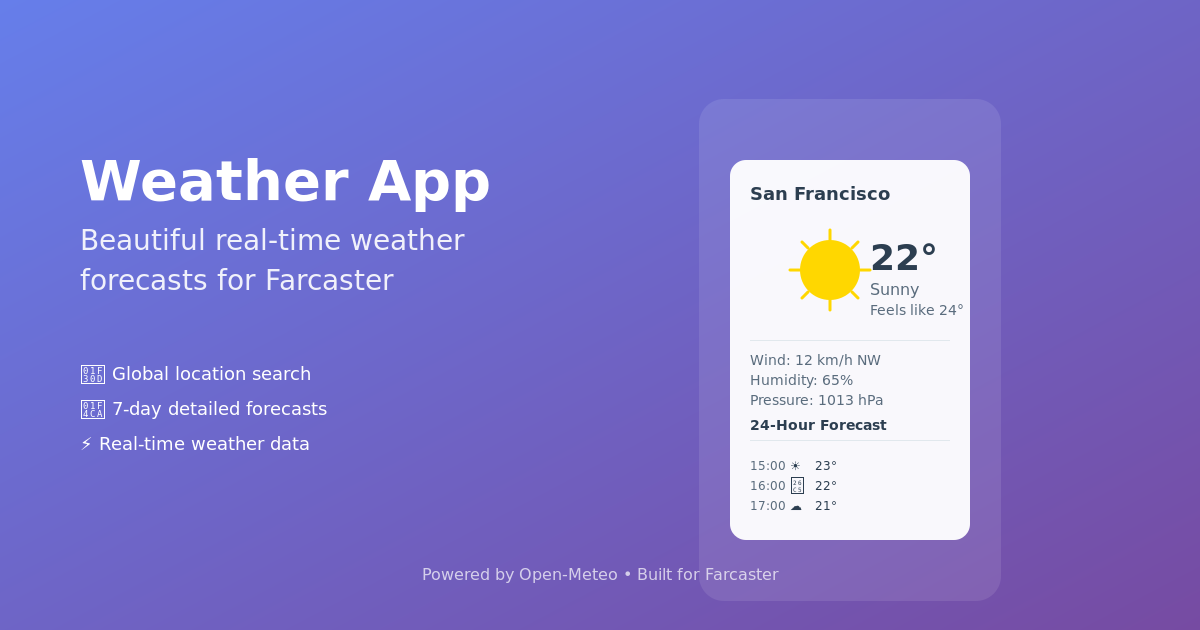 Weather App
Beautiful real-time weather
forecasts for Farcaster
Global location search
7-day detailed forecasts
⚡ Real-time weather data
San Francisco
22°
Sunny
Feels like 24°
Wind: 12 km/h NW
Humidity: 65%
Pressure: 1013 hPa
24-Hour Forecast
15:00 ☀ 23°
16:00 22°
17:00 ☁ 21°
Powered by Open-Meteo • Built for Farcaster